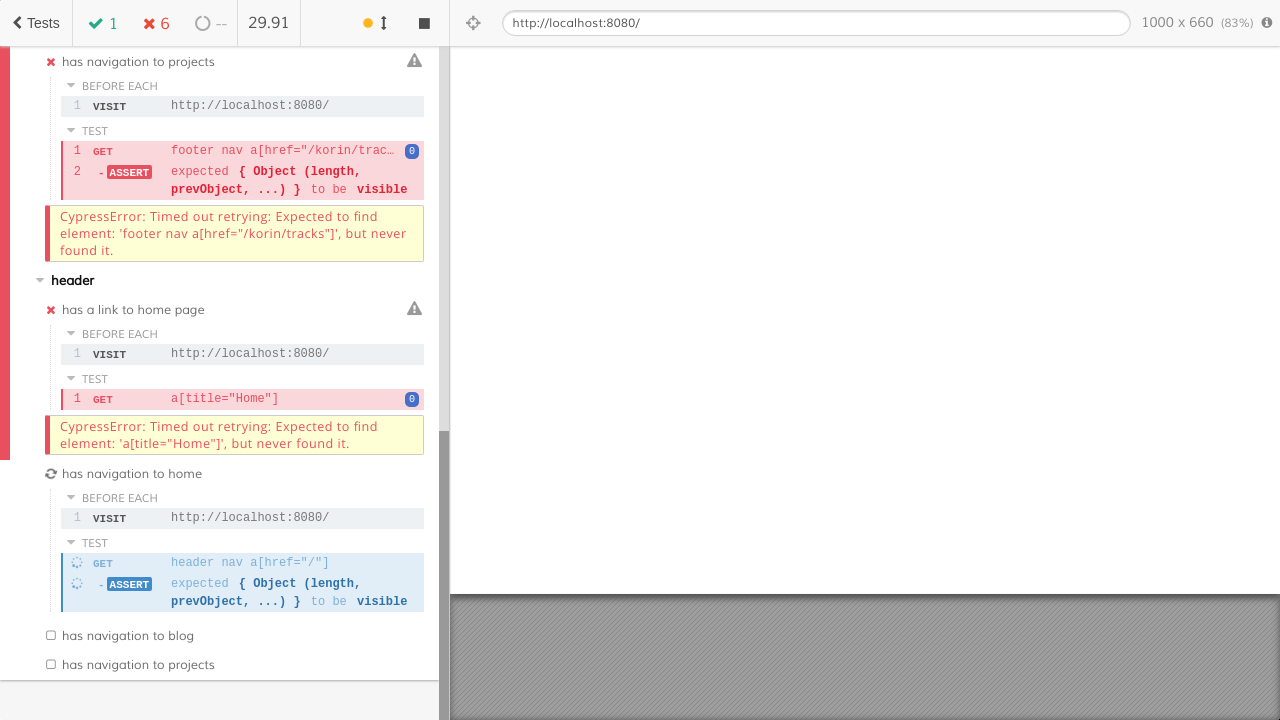 Tests 1 6 -- 29.91
http://localhost:8080/ 1000 x 660 (83%)
has navigation to projects
BEFORE EACH
1 VISIT http://localhost:8080/
TEST
1 GET footer nav a[href="/korin/trac… 0
2 - ASSERT expected { Object (length,
prevObject, ...) } to be visible
CypressError: Timed out retrying: Expected to find
element: 'footer nav a[href="/korin/tracks"]', but never
found it.
header
has a link to home page
BEFORE EACH
1 VISIT http://localhost:8080/
TEST
1 GET a[title="Home"] 0
CypressError: Timed out retrying: Expected to find
element: 'a[title="Home"]', but never found it.
has navigation to home
BEFORE EACH
1 VISIT http://localhost:8080/
TEST
GET header nav a[href="/"]
- ASSERT expected { Object (length,
prevObject, ...) } to be visible
has navigation to blog
has navigation to projects